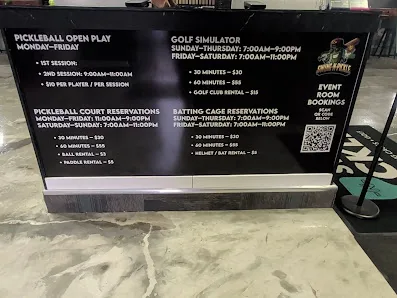 PICKLEBALL OPEN PLAY
MONDAY–FRIDAY
• 1ST SESSION:
• 2ND SESSION: 9:00AM–11:00AM
• $10 PER PLAYER / PER SESSION
GOLF SIMULATOR
SUNDAY–THURSDAY: 7:00AM–9:00PM
FRIDAY–SATURDAY: 7:00AM–11:00PM
• 30 MINUTES – $30
• 60 MINUTES – $55
• GOLF CLUB RENTAL – $15
PICKLEBALL COURT RESERVATIONS
MONDAY–FRIDAY: 11:00AM–9:00PM
SATURDAY–SUNDAY: 7:00AM–11:00PM
• 30 MINUTES – $30
• 60 MINUTES – $55
• BALL RENTAL – $3
• PADDLE RENTAL – $5
BATTING CAGE RESERVATIONS
SUNDAY–THURSDAY: 7:00AM–9:00PM
FRIDAY–SATURDAY: 7:00AM–11:00PM
• 30 MINUTES – $30
• 60 MINUTES – $55
• HELMET / BAT RENTAL – $5
EVENT
ROOM
BOOKINGS
SCAN
QR CODE
BELOW